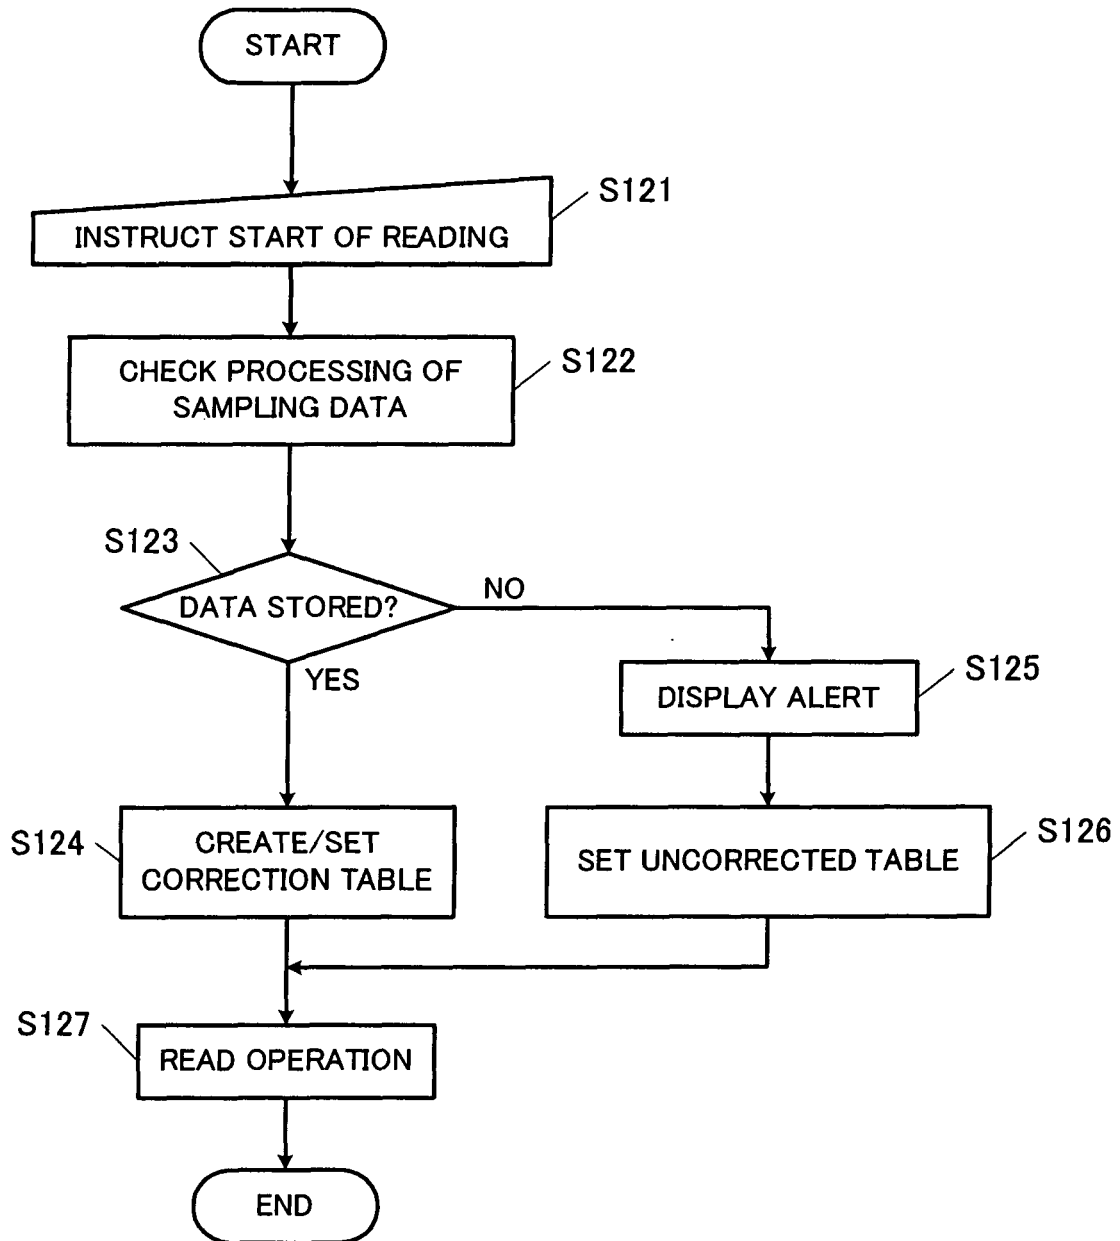 START
S121
INSTRUCT START OF READING
S122
CHECK PROCESSING OF
SAMPLING DATA
S123
DATA STORED?
NO
YES
S125
DISPLAY ALERT
S124
CREATE/SET
CORRECTION TABLE
S126
SET UNCORRECTED TABLE
S127
READ OPERATION
END